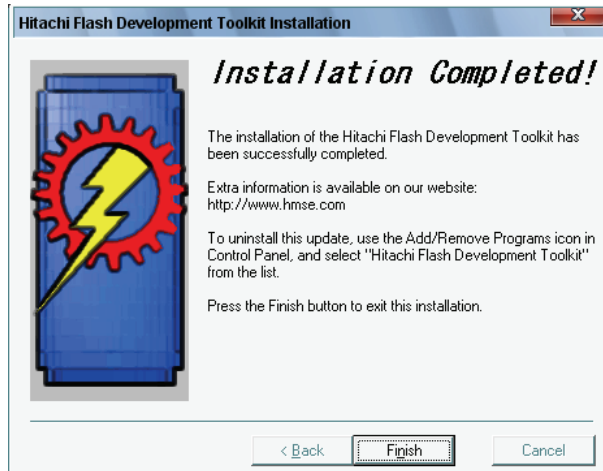 Hitachi Flash Development Toolkit Installation
Installation Completed!
The installation of the Hitachi Flash Development Toolkit has
been successfully completed.
Extra information is available on our website:
http://www.hmse.com
To uninstall this update, use the Add/Remove Programs icon in
Control Panel, and select "Hitachi Flash Development Toolkit"
from the list.
Press the Finish button to exit this installation.
< Back
Finish
Cancel